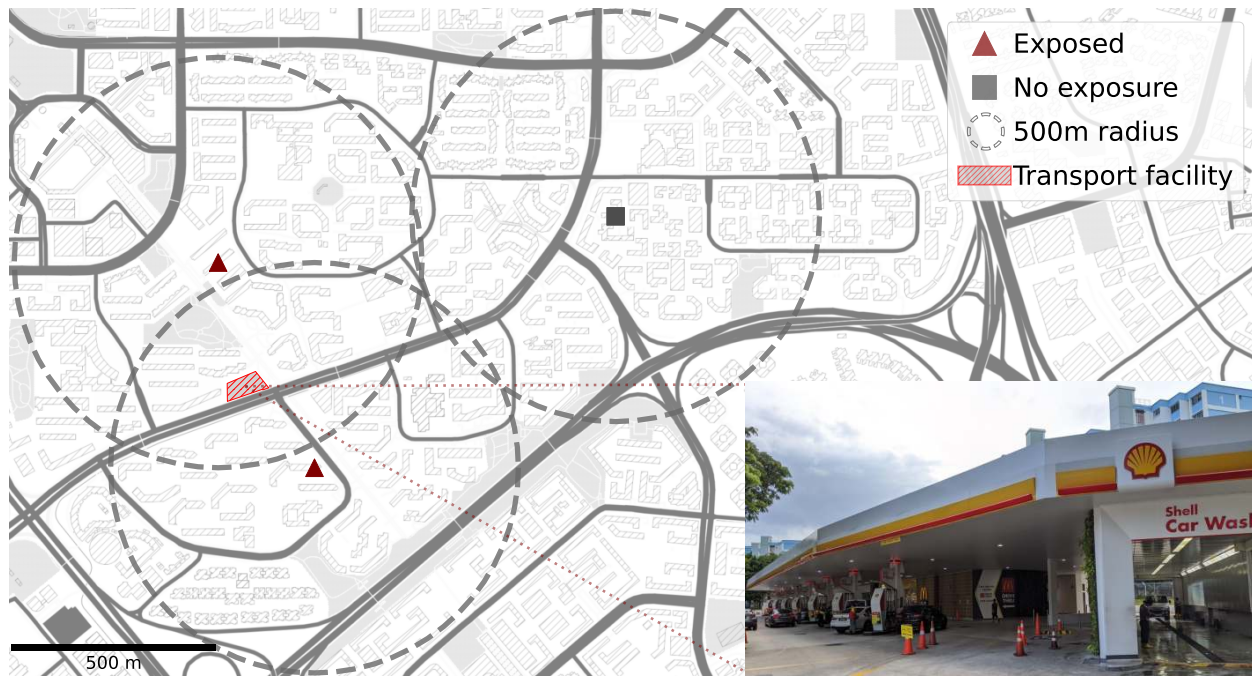 Exposed
No exposure
500m radius
Transport facility
500 m
Shell
Car Wash